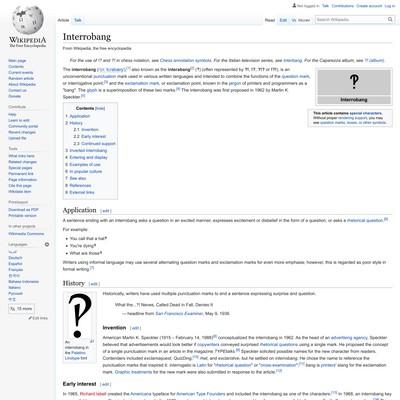 Not logged in Talk Contributions Create account Log in
Article Talk
Read Edit View history Search Wikipedia
WIKIPEDIA
The Free Encyclopedia
Main page
Contents
Current events
Random article
About Wikipedia
Contact us
Donate
Contribute
Help
Learn to edit
Community portal
Recent changes
Upload file
Tools
What links here
Related changes
Special pages
Permanent link
Page information
Cite this page
Wikidata item
Print/export
Download as PDF
Printable version
In other projects
Wikimedia Commons
Languages
Deutsch
Español
Français
한국어
Bahasa Indonesia
Italiano
Русский
中文
15 more
Edit links
Interrobang
From Wikipedia, the free encyclopedia
For the use of !? and ?! in chess notation, see Chess annotation symbols. For the Italian television series, see Interbang. For the Caparezza album, see ?! (album).
The interrobang
also known as the interabang
(often represented by ?!, !?, ?!? or !?!), is an
unconventional punctuation mark used in various written languages and intended to combine the functions of the question mark,
or interrogative point; and the exclamation mark, or exclamation point, known in the jargon of printers and programmers as a
"bang". The glyph is a superimposition of these two marks. The interrobang was first proposed in 1962 by Martin K.
Speckter.[2]
‽
Interrobang
This article contains special characters.
Without proper rendering support, you may
see question marks, boxes, or other symbols.
Contents [hide]
1 Application
2 History
2.1 Invention
2.2 Early interest
2.3 Continued support
3 Inverted interrobang
4 Entering and display
5 Examples of use
6 In popular culture
7 See also
8 References
9 External links
Application [ edit ]
A sentence ending with an interrobang asks a question in an excited manner, expresses excitement or disbelief in the form of a question, or asks a rhetorical question.
For example:
You call that a hat‽
You're dying‽
What are those‽
Writers using informal language may use several alternating question marks and exclamation marks for even more emphasis; however, this is regarded as poor style in
formal writing.
History [ edit ]
‽
An
interrobang in
the Palatino
Linotype font
Historically, writers have used multiple punctuation marks to end a sentence expressing surprise and question.
What the...?! News, Called Dead in Fall, Denies It
— headline from San Francisco Examiner, May 9, 1936
Invention [ edit ]
American Martin K. Speckter (1915 – February 14, 1988) conceptualized the interrobang in 1962. As the head of an advertising agency, Speckter
believed that advertisements would look better if copywriters conveyed surprised rhetorical questions using a single mark. He proposed the concept
of a single punctuation mark in an article in the magazine TYPEtalks. Speckter solicited possible names for the new character from readers.
Contenders included exclamaquest, QuizDing, rhet, and exclarotive, but he settled on interrobang. He chose the name to reference the
punctuation marks that inspired it: interrogatio is Latin for "rhetorical question" or "cross-examination"; bang is printers' slang for the exclamation
mark. Graphic treatments for the new mark were also submitted in response to the article.
Early interest [ edit ]
In 1965, Richard Isbell created the Americana typeface for American Type Founders and included the interrobang as one of the characters. In 1968, an interrobang key